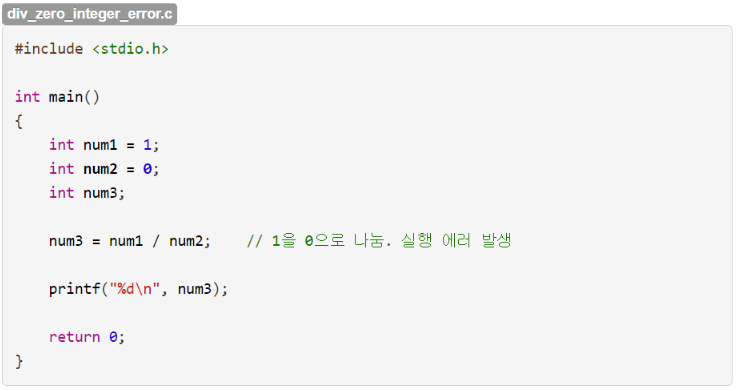 div_zero_integer_error.c
#include <stdio.h>
int main()
{
    int num1 = 1;
    int num2 = 0;
    int num3;
    num3 = num1 / num2;    // 1을 0으로 나눔. 실행 에러 발생
    printf("%d\n", num3);
    return 0;
}